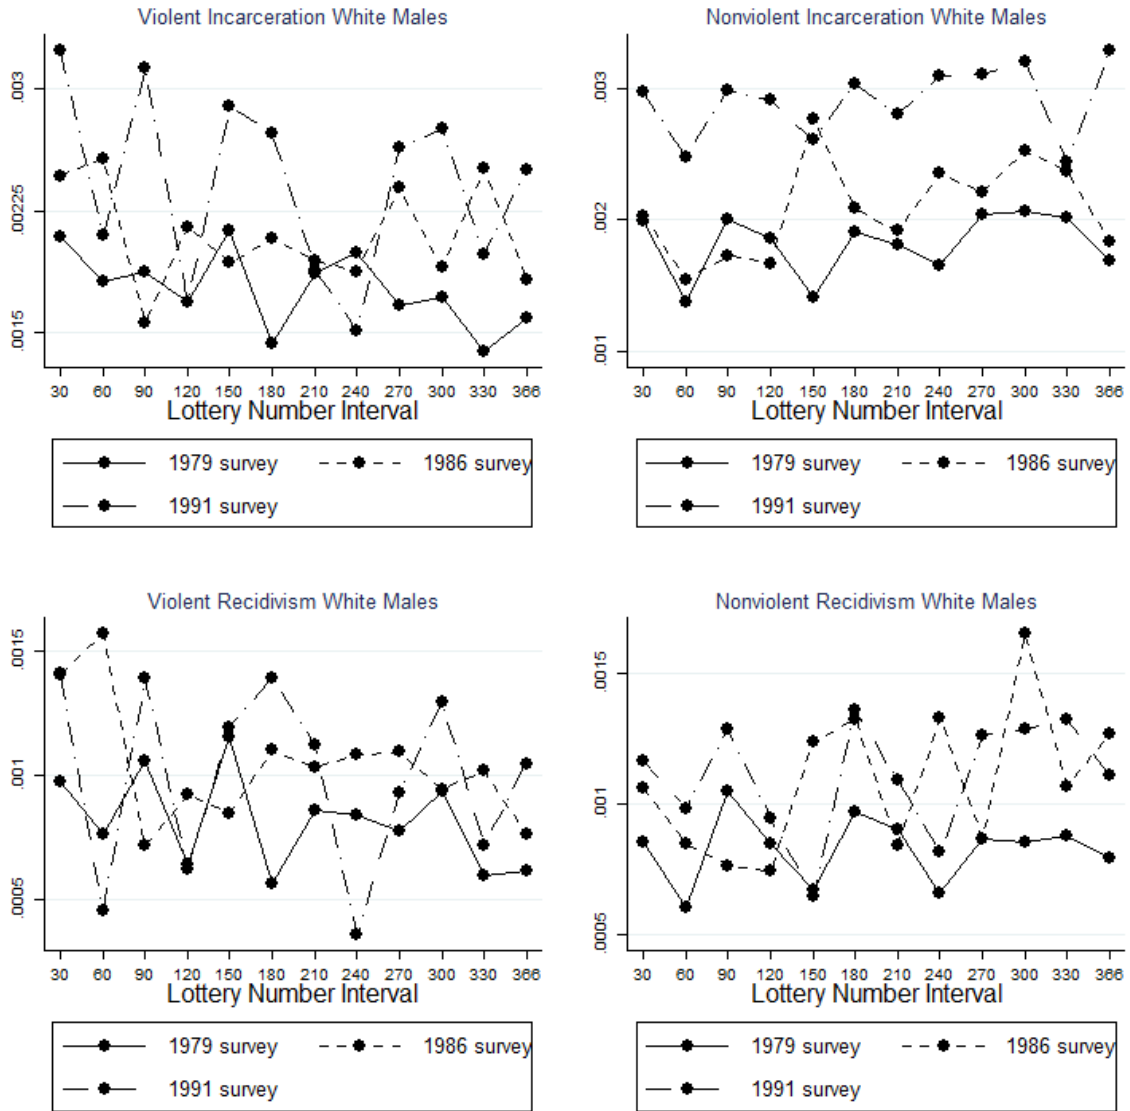 Violent Incarceration White Males
.003
.00225
.0015
30 60 90 120 150 180 210 240 270 300 330 366
Lottery Number Interval
1979 survey 1986 survey
1991 survey
Nonviolent Incarceration White Males
.003
.002
.001
30 60 90 120 150 180 210 240 270 300 330 366
Lottery Number Interval
1979 survey 1986 survey
1991 survey
Violent Recidivism White Males
.0015
.001
.0005
30 60 90 120 150 180 210 240 270 300 330 366
Lottery Number Interval
1979 survey 1986 survey
1991 survey
Nonviolent Recidivism White Males
.0015
.001
.0005
30 60 90 120 150 180 210 240 270 300 330 366
Lottery Number Interval
1979 survey 1986 survey
1991 survey